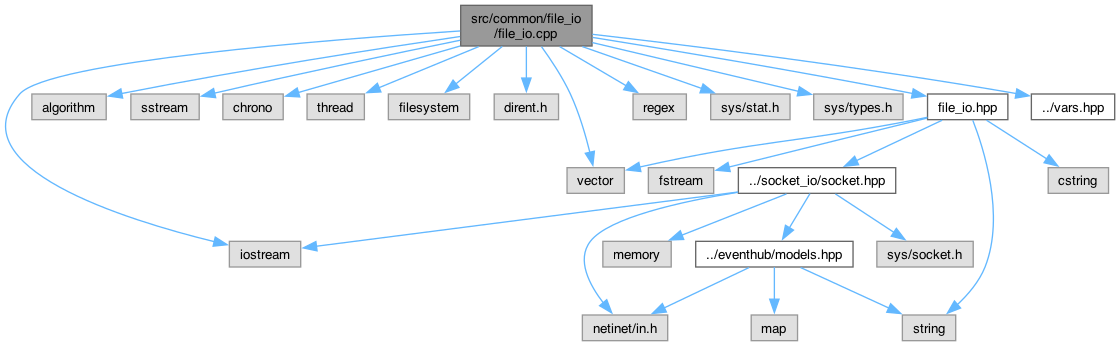 src/common/file_io
/file_io.cpp
algorithm
sstream
chrono
thread
filesystem
dirent.h
regex
sys/stat.h
sys/types.h
file_io.hpp
../vars.hpp
vector
fstream
../socket_io/socket.hpp
cstring
iostream
memory
../eventhub/models.hpp
sys/socket.h
netinet/in.h
map
string